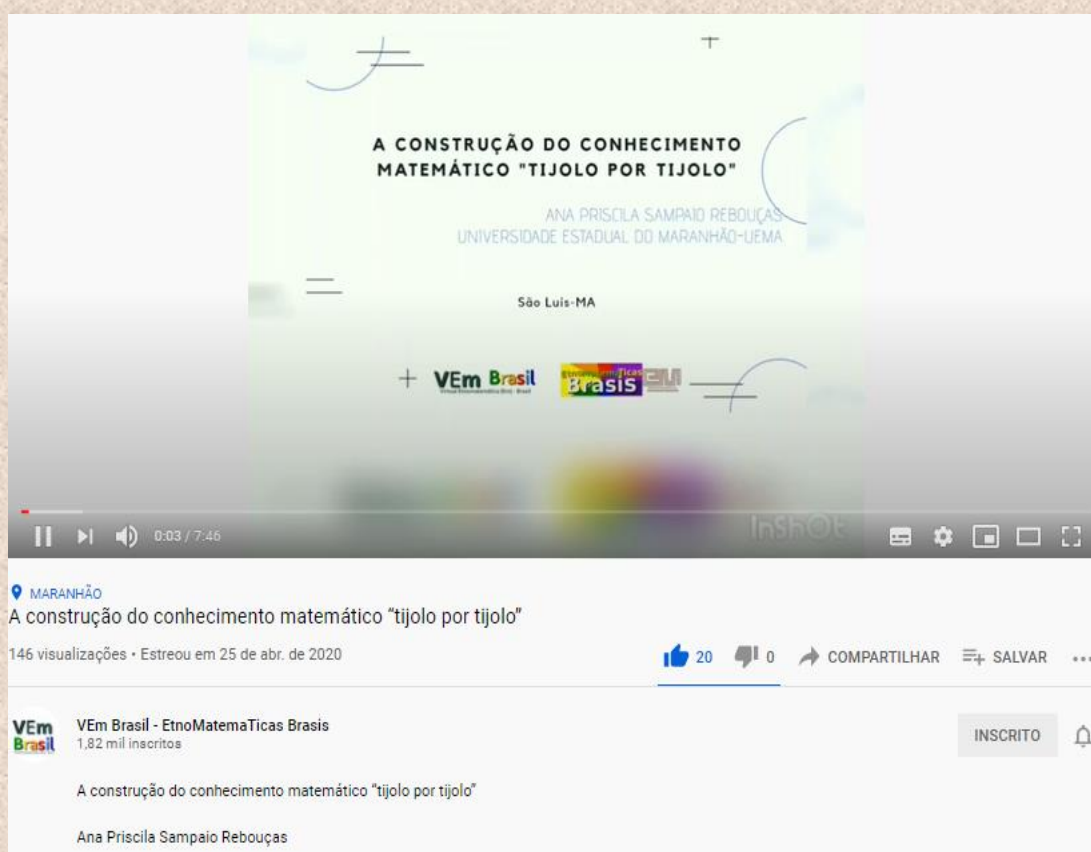 A CONSTRUÇÃO DO CONHECIMENTO
MATEMÁTICO "TIJOLO POR TIJOLO"
ANA PRISCILA SAMPAIO REBOUÇAS
UNIVERSIDADE ESTADUAL DO MARANHÃO-UEMA
São Luis-MA
VEm Brasil
EtnoMatemaTicas
Brasis
InShOt
0:03 / 7:46
MARANHÃO
A construção do conhecimento matemático “tijolo por tijolo”
146 visualizações • Estreou em 25 de abr. de 2020
20 0 COMPARTILHAR SALVAR
VEm
Brasil
VEm Brasil - EtnoMatemaTicas Brasis
1,82 mil inscritos
INSCRITO
A construção do conhecimento matemático “tijolo por tijolo”
Ana Priscila Sampaio Rebouças